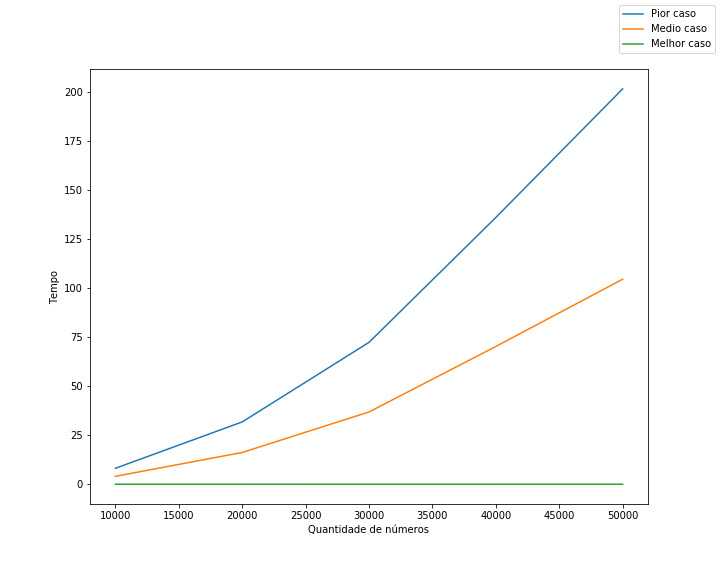 Pior caso
Medio caso
Melhor caso
200
175
150
125
100
75
50
25
0
Tempo
10000 15000 20000 25000 30000 35000 40000 45000 50000
Quantidade de números